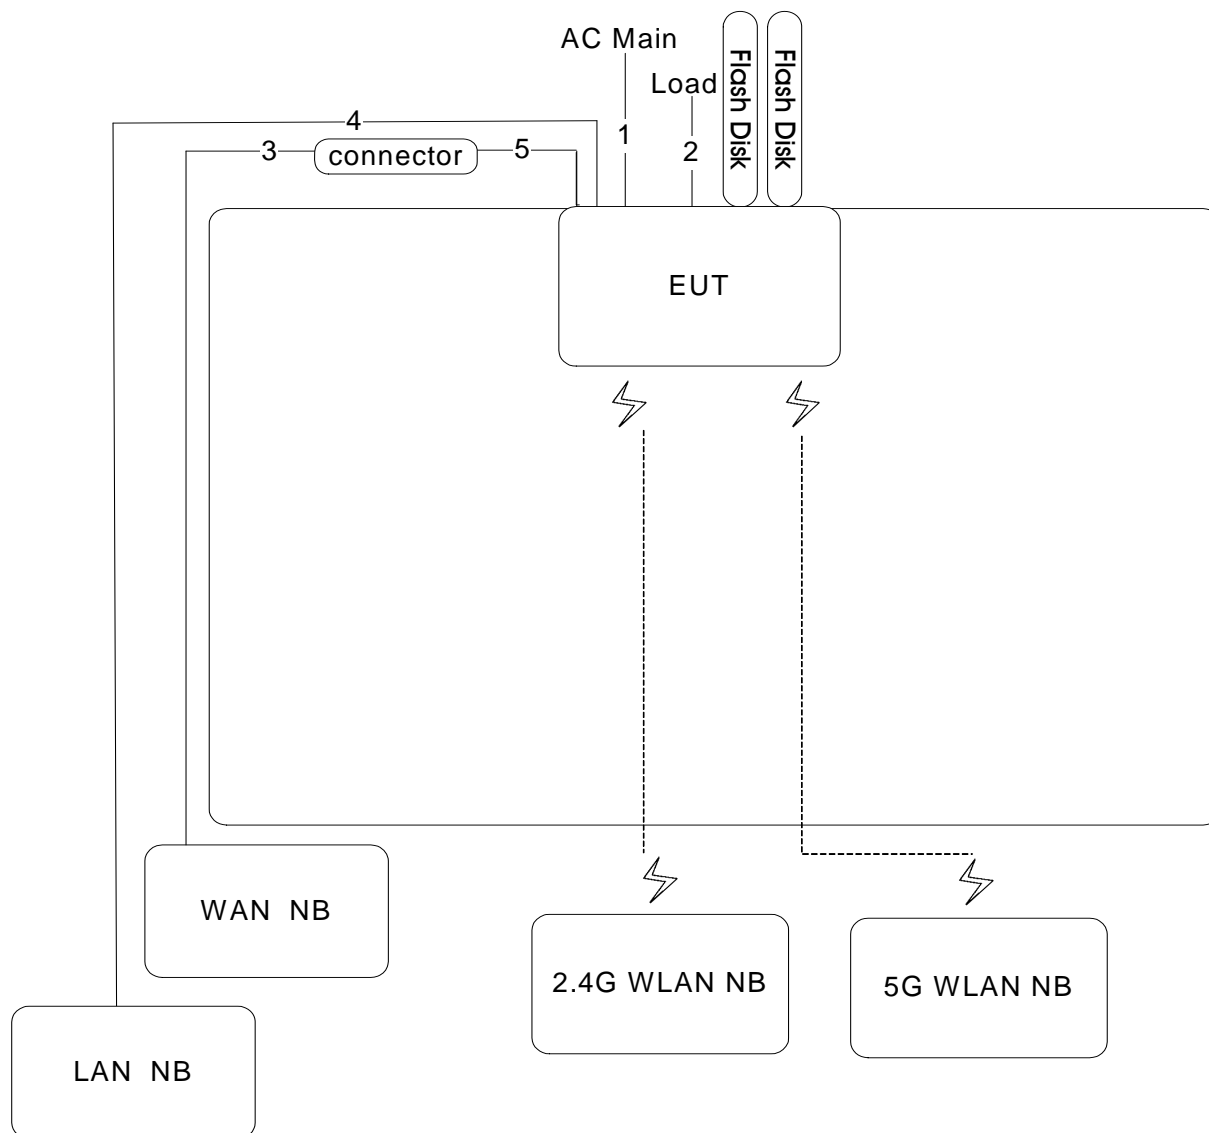 AC Main
Load
Flash Disk
Flash Disk
4
1
3
connector
5
2
EUT
WAN NB
2.4G WLAN NB
5G WLAN NB
LAN NB